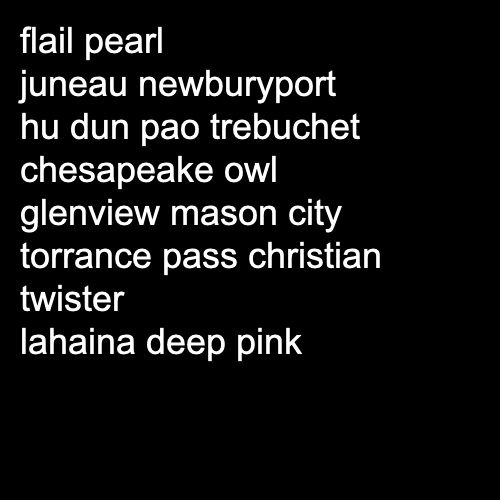 flail pearl
juneau newburyport
hu dun pao trebuchet
chesapeake owl
glenview mason city
torrance pass christian
twister
lahaina deep pink